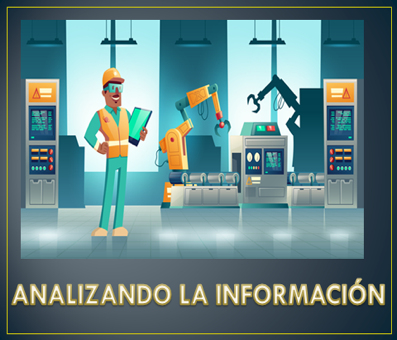 ANALIZANDO LA INFORMACIÓN